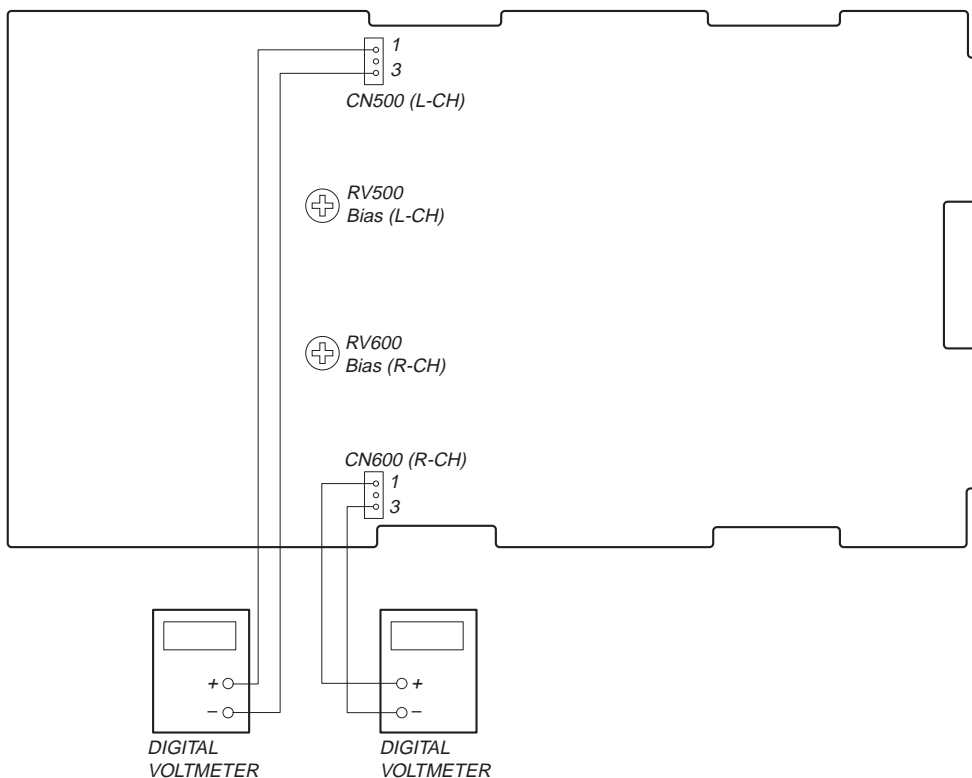 1
3
CN500 (L-CH)
RV500
Bias (L-CH)
RV600
Bias (R-CH)
CN600 (R-CH)
1
3
+
−
+
−
DIGITAL
VOLTMETER
DIGITAL
VOLTMETER